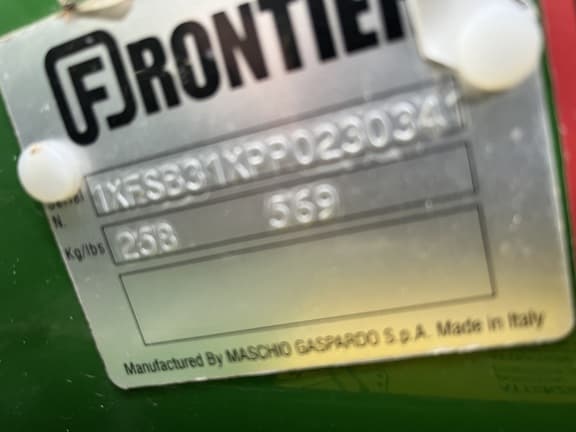 FRONTIER
Serial N. 1XFSB31XPP0230341
Kg/lbs 258 569
Manufactured By MASCHIO GASPARDO S.p.A. Made in Italy